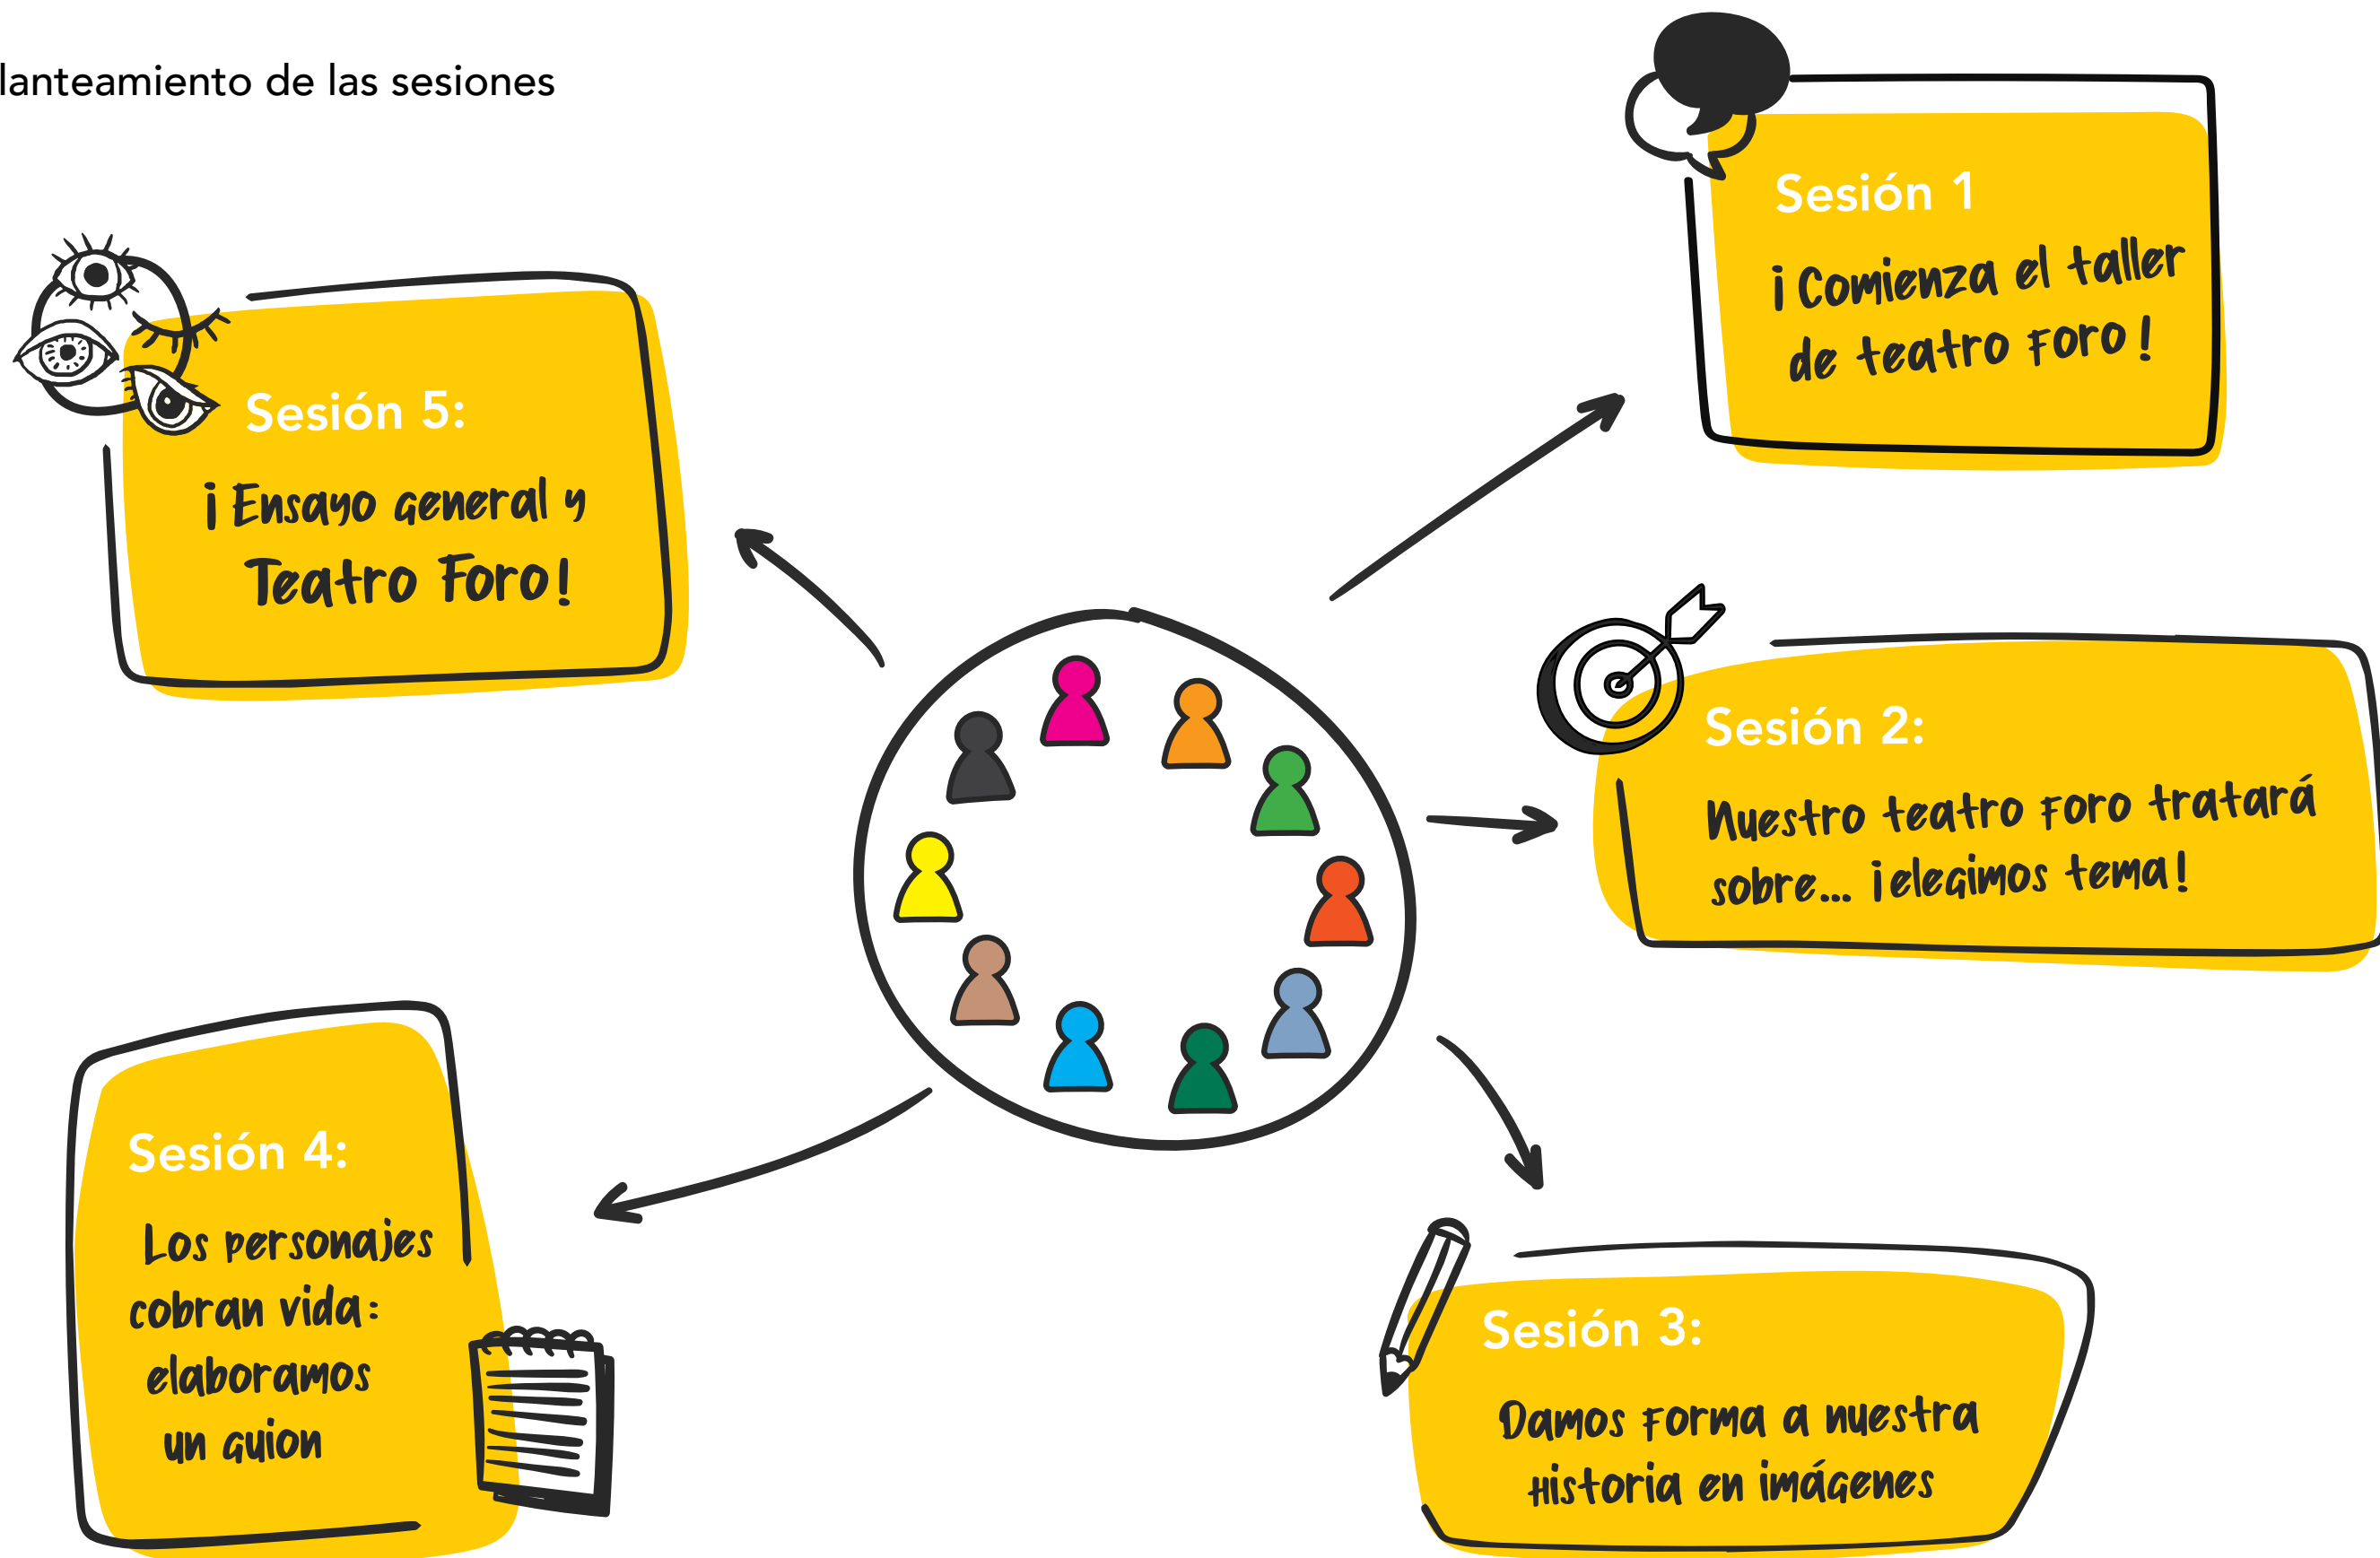 lanteamiento de las sesiones
Sesión 1
¡Comienza el taller
de teatro foro!
Sesión 2:
Nuestro teatro foro tratará
sobre... ¡elegimos tema!
Sesión 3:
Damos forma a nuestra
historia en imágenes
Sesión 4:
Los personajes
cobran vida:
elaboramos
un guion
Sesión 5:
¡Ensayo general y
Teatro Foro!